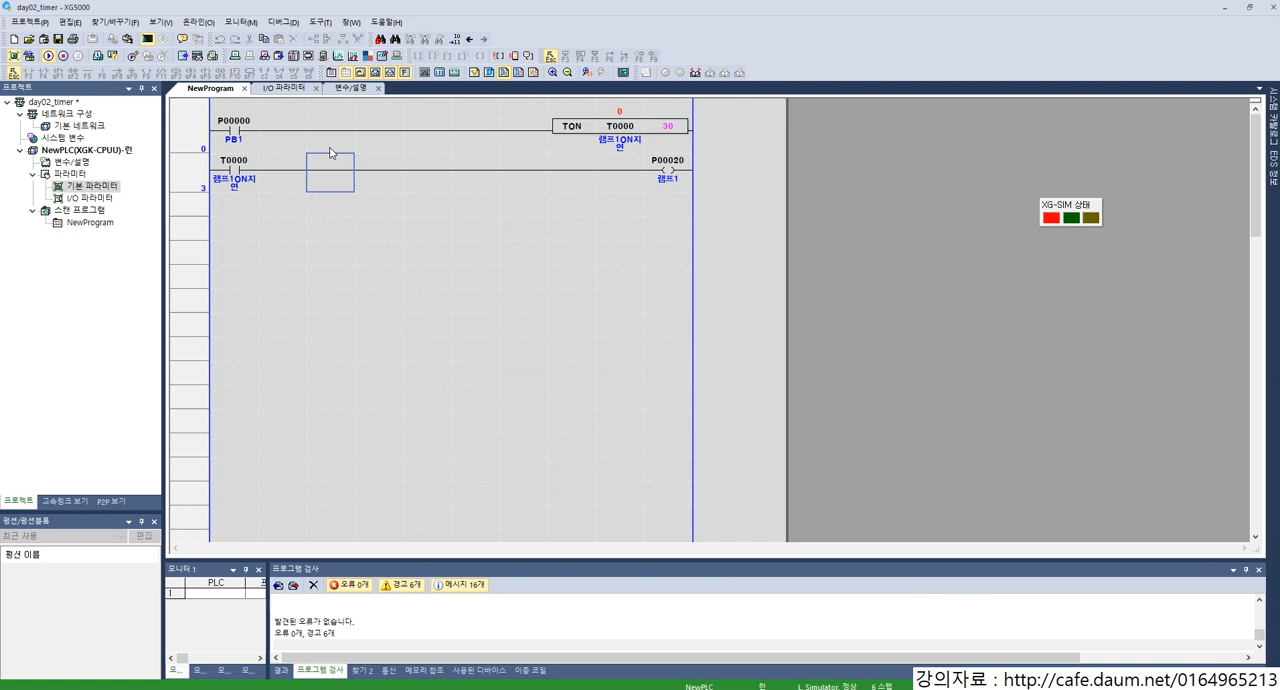 day02_timer - XG5000
프로젝트(P) 편집(E) 찾기/바꾸기(F) 보기(V) 온라인(O) 모니터(M) 디버그(D) 도구(T) 창(W) 도움말(H)
프로젝트
NewProgram I/O 파라미터 변수/설명
day02_timer *
네트워크 구성
기본 네트워크
시스템 변수
NewPLC(XGK-CPUU)-런
변수/설명
파라미터
기본 파라미터
I/O 파라미터
스캔 프로그램
NewProgram
프로젝트 고속링크 보기 P2P 보기
펑션/펑션블록
최근 사용 편집
펑션 이름
0
P00000 TON T0000 30
PB1 램프1ON지연
0
T0000 P00020
램프1ON지연 램프1
3
XG-SIM 상태
모니터 1
PLC
1
모... 모... 모... 모...
프로그램 검사
오류 0개 경고 6개 메시지 16개
발견된 오류가 없습니다.
오류 0개, 경고 6개
결과 프로그램 검사 찾기 2 통신 메모리 참조 사용된 디바이스 이중 코일
NewPLC 런 L, Simulator, 정상 6 스텝
강의자료 : http://cafe.daum.net/0164965213